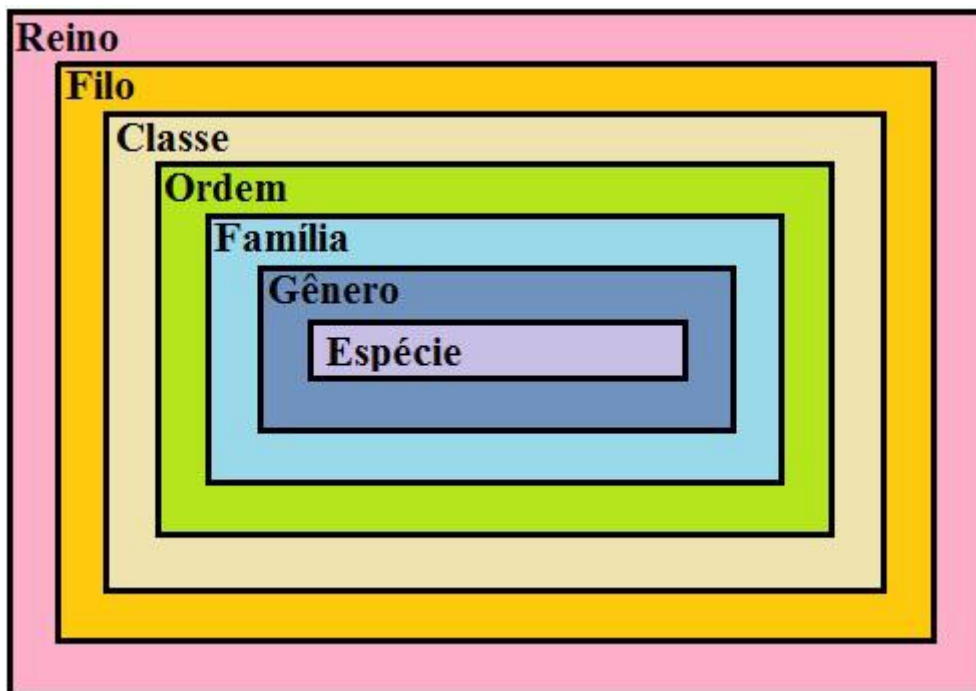 Reino
Filo
Classe
Ordem
Família
Gênero
Espécie